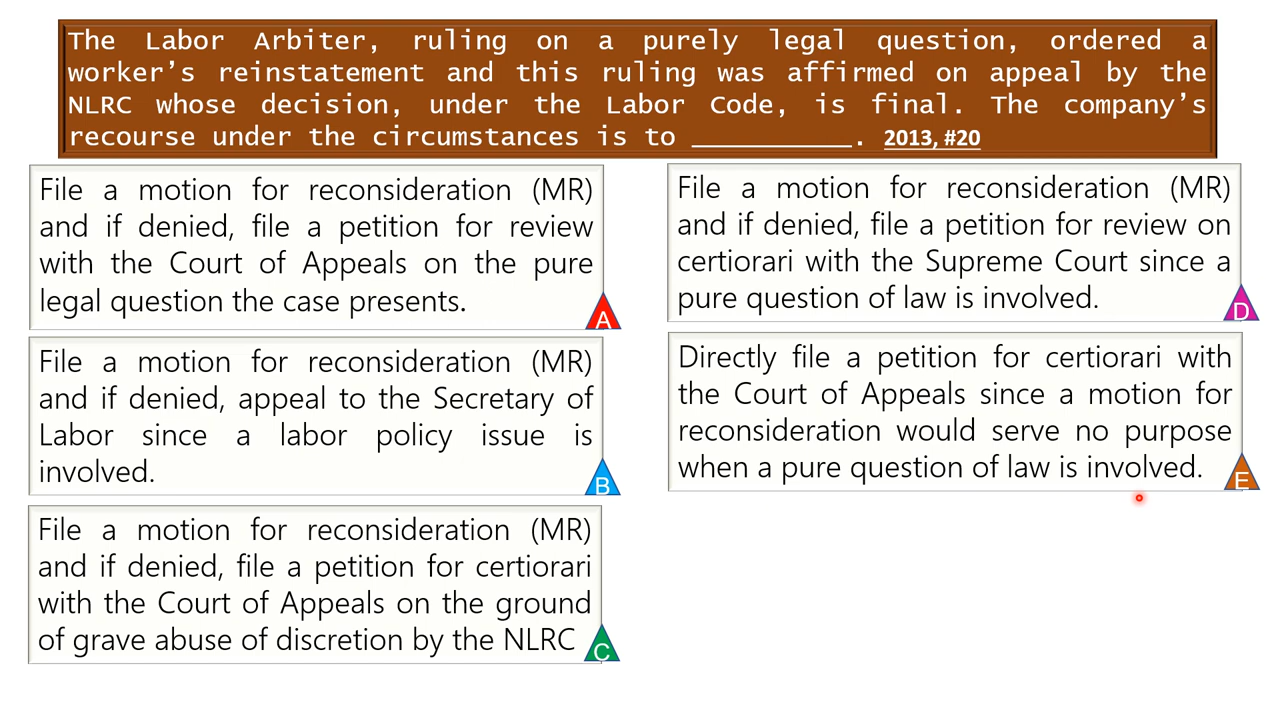 The Labor Arbiter, ruling on a purely legal question, ordered a
worker's reinstatement and this ruling was affirmed on appeal by the
NLRC whose decision, under the Labor Code, is final. The company's
recourse under the circumstances is to __________. 2013, #20
File a motion for reconsideration (MR)
and if denied, file a petition for review
with the Court of Appeals on the pure
legal question the case presents.
A
File a motion for reconsideration (MR)
and if denied, appeal to the Secretary of
Labor since a labor policy issue is
involved.
B
File a motion for reconsideration (MR)
and if denied, file a petition for certiorari
with the Court of Appeals on the ground
of grave abuse of discretion by the NLRC
C
File a motion for reconsideration (MR)
and if denied, file a petition for review on
certiorari with the Supreme Court since a
pure question of law is involved.
D
Directly file a petition for certiorari with
the Court of Appeals since a motion for
reconsideration would serve no purpose
when a pure question of law is involved.
E